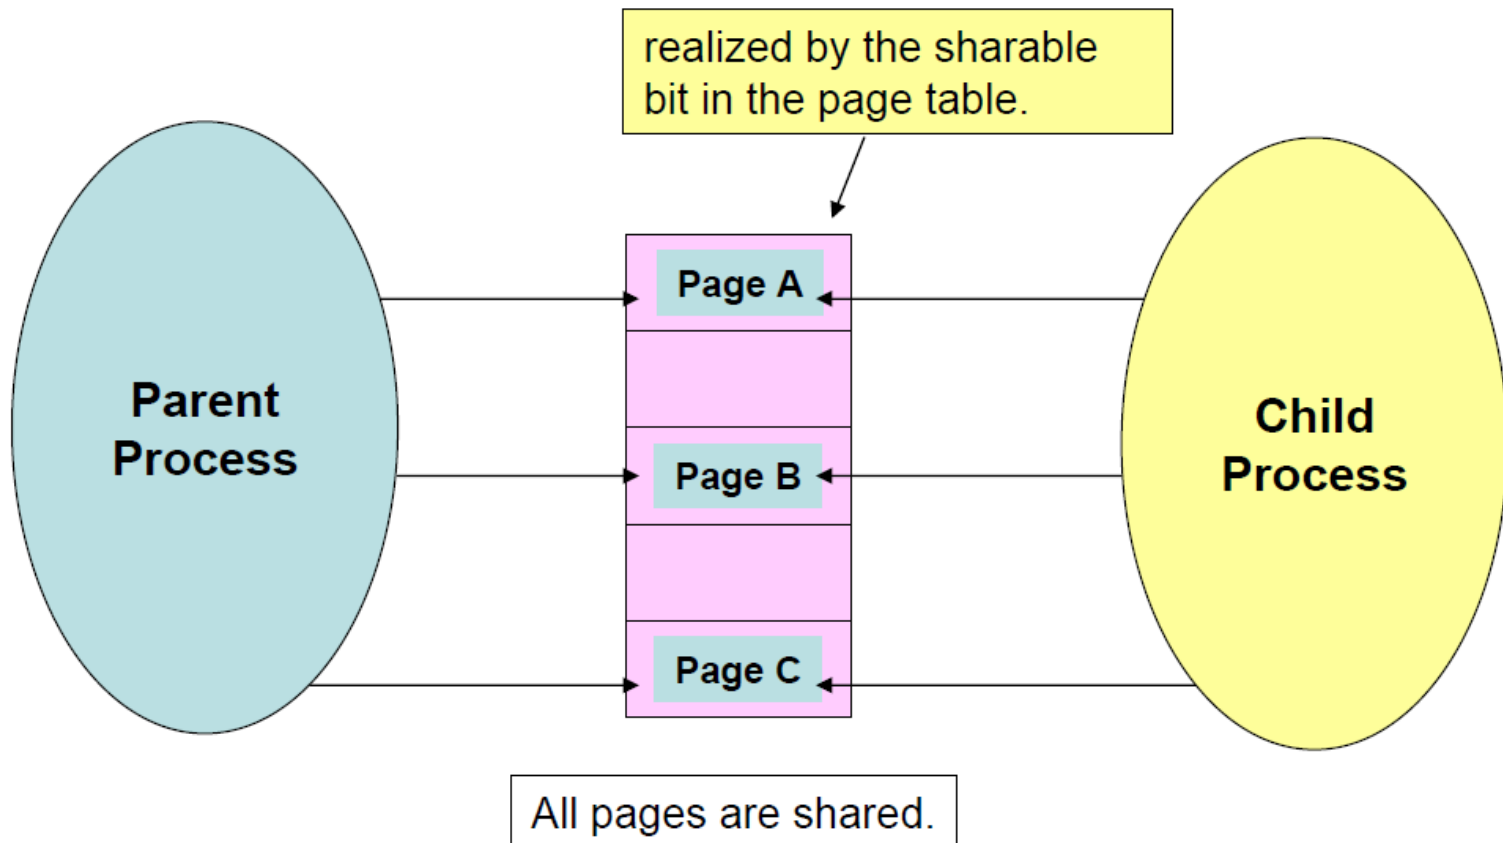 realized by the sharable
bit in the page table.
Page A
Parent
Process
Page B
Child
Process
Page C
All pages are shared.